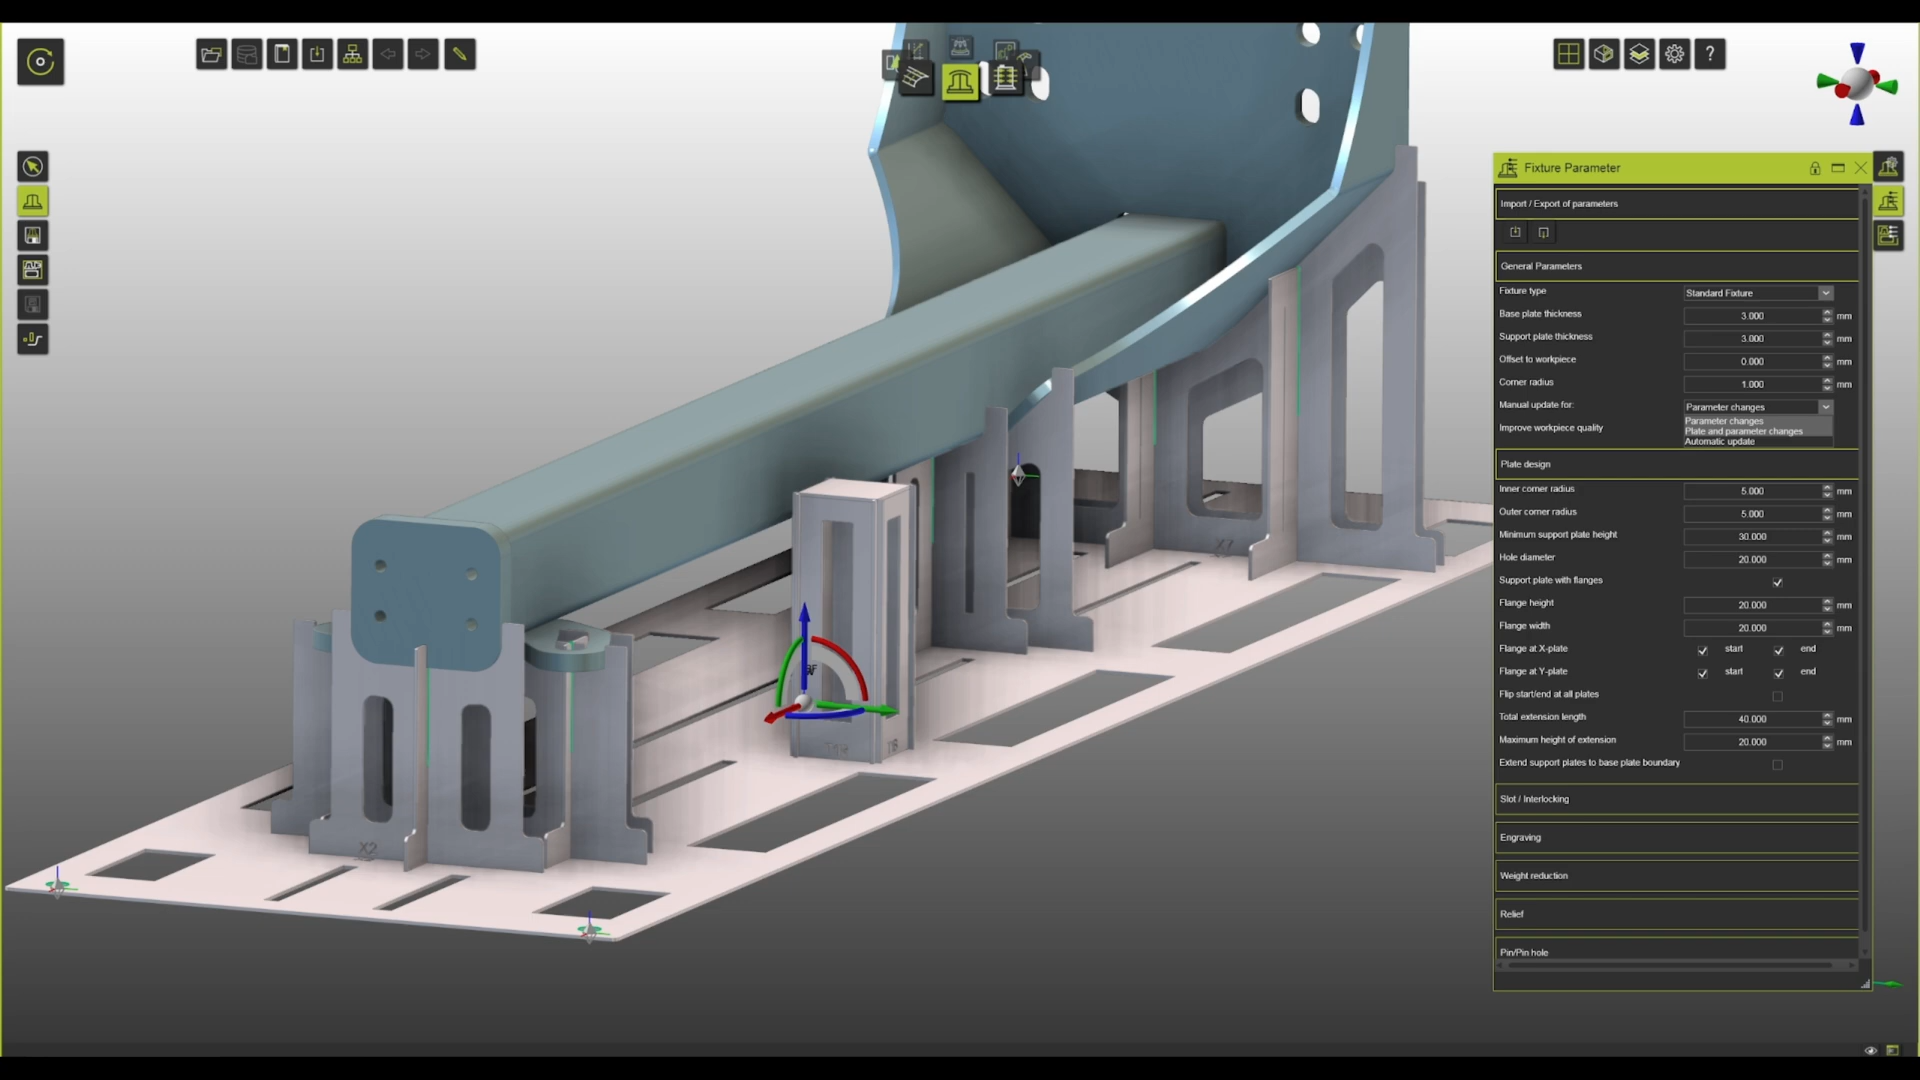 ?
Fixture Parameter
Import / Export of parameters
General Parameters
Fixture type Standard Fixture
Base plate thickness 3.000 mm
Support plate thickness 3.000 mm
Offset to workpiece 0.000 mm
Corner radius 1.000 mm
Manual update for: Parameter changes
Parameter changes
Improve workpiece quality Plate and parameter changes
Automatic update
Plate design
Inner corner radius 5.000 mm
Outer corner radius 5.000 mm
Minimum support plate height 30.000 mm
Hole diameter 20.000 mm
Support plate with flanges
Flange height 20.000 mm
Flange width 20.000 mm
Flange at X-plate start end
Flange at Y-plate start end
Flip start/end at all plates
Total extension length 40.000 mm
Maximum height of extension 20.000 mm
Extend support plates to base plate boundary
Slot / Interlocking
Engraving
Weight reduction
Relief
Pin/Pin hole
X7
X2